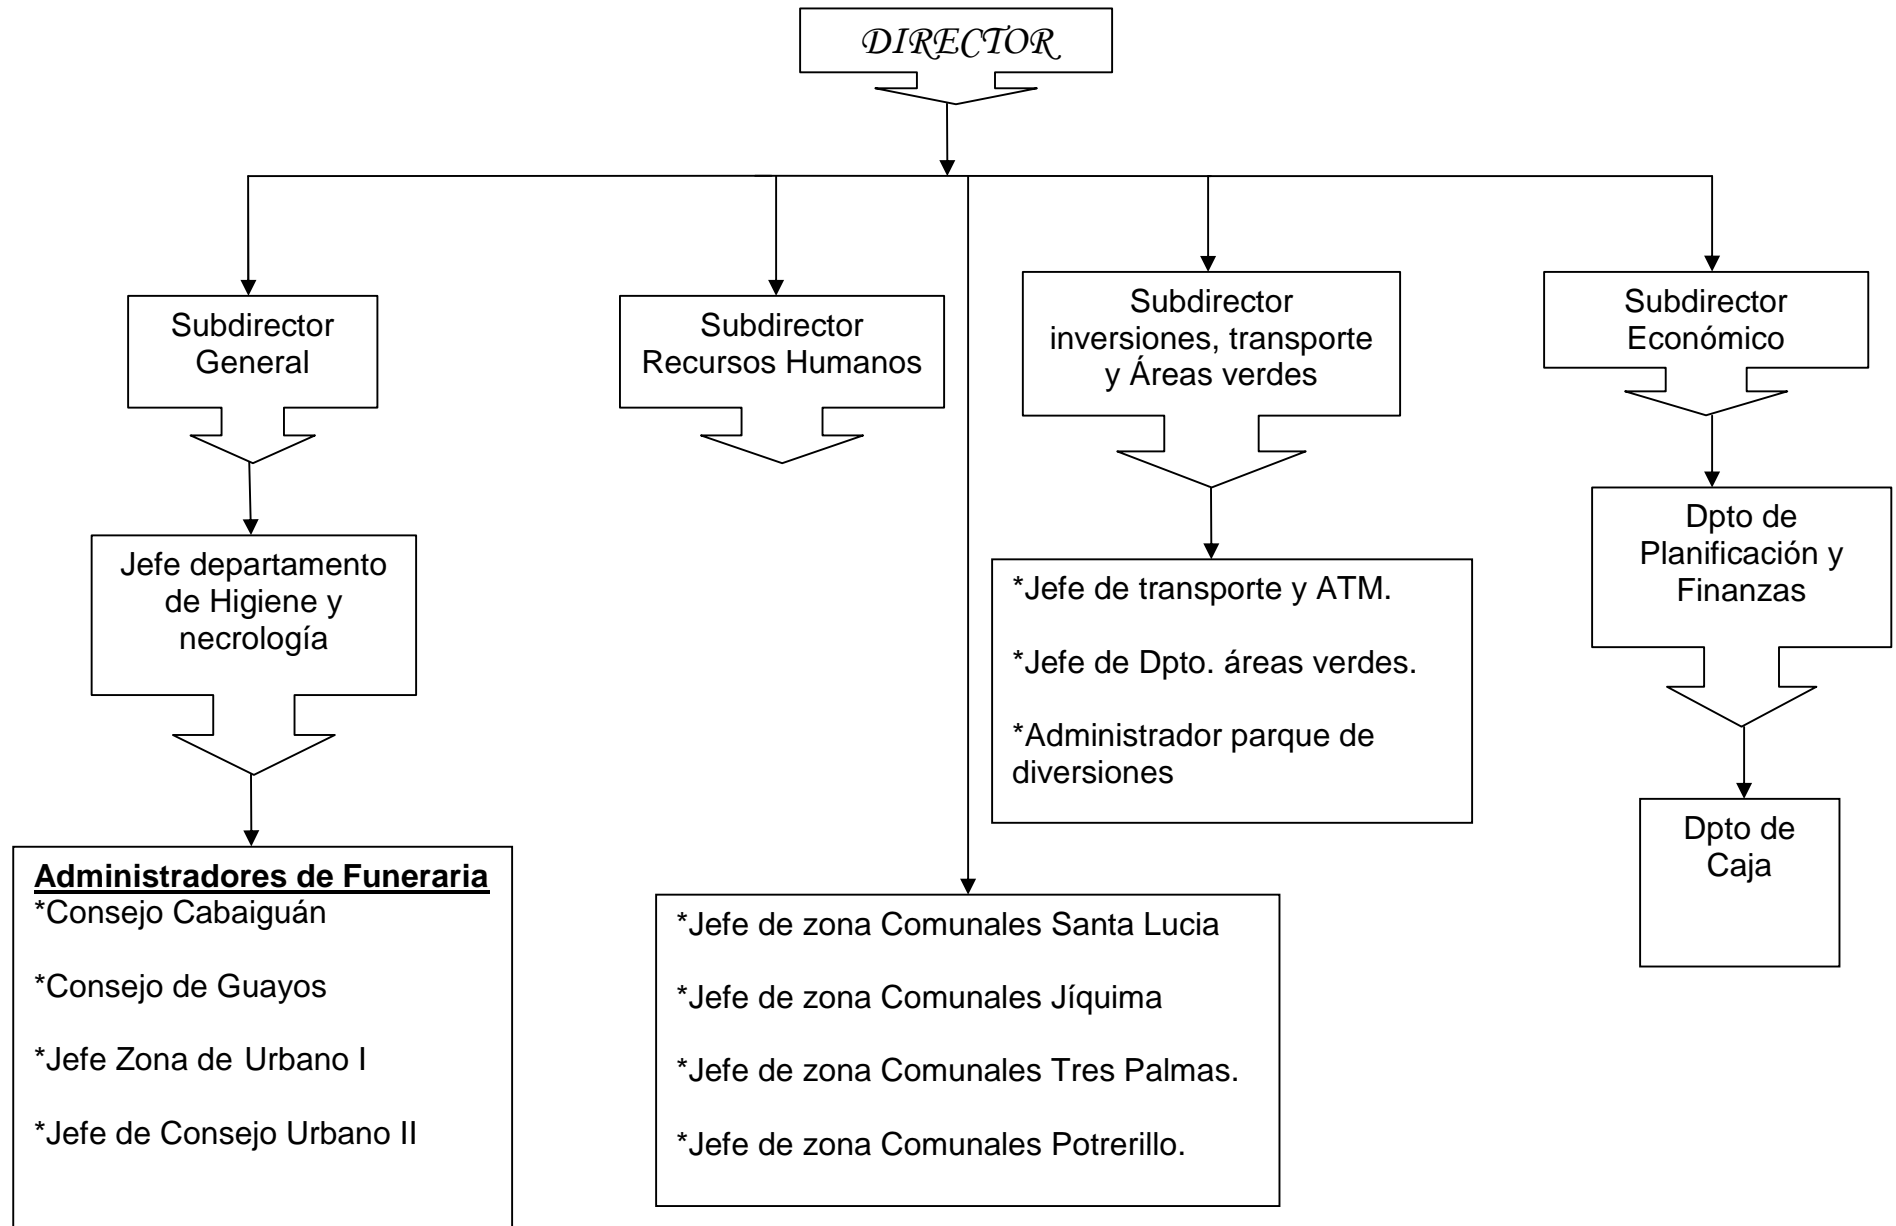 DIRECTOR
Subdirector
General
Subdirector
Recursos Humanos
Subdirector
inversiones, transporte
y Áreas verdes
Subdirector
Económico
Jefe departamento
de Higiene y
necrología
*Jefe de transporte y ATM.
*Jefe de Dpto. áreas verdes.
*Administrador parque de
diversiones
Dpto de
Planificación y
Finanzas
Dpto de
Caja
Administradores de Funeraria
*Consejo Cabaiguán
*Consejo de Guayos
*Jefe Zona de Urbano I
*Jefe de Consejo Urbano II
*Jefe de zona Comunales Santa Lucia
*Jefe de zona Comunales Jíquima
*Jefe de zona Comunales Tres Palmas.
*Jefe de zona Comunales Potrerillo.